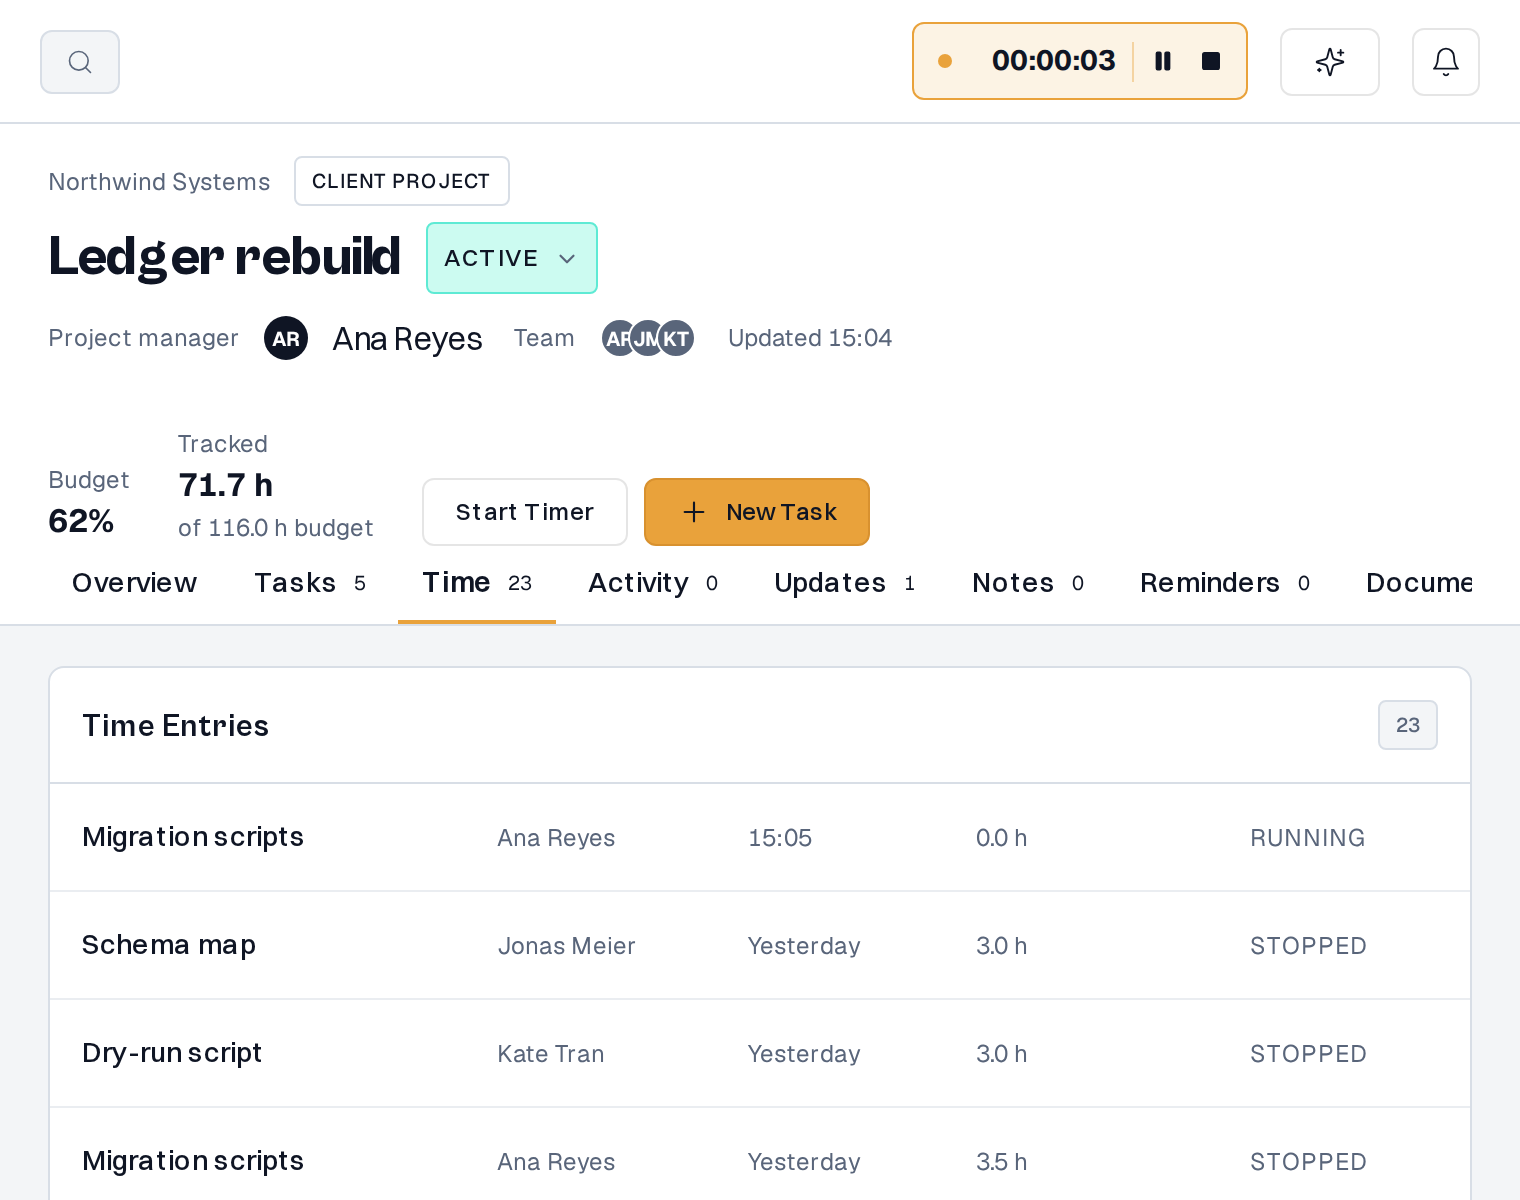 00:00:03
Northwind Systems CLIENT PROJECT
Ledger rebuild ACTIVE
Project manager AR Ana Reyes Team AR JM KT Updated 15:04
Budget
62%
Tracked
71.7 h
of 116.0 h budget
Start Timer New Task
Overview Tasks 5 Time 23 Activity 0 Updates 1 Notes 0 Reminders 0 Docume
Time Entries 23
Migration scripts Ana Reyes 15:05 0.0 h RUNNING
Schema map Jonas Meier Yesterday 3.0 h STOPPED
Dry-run script Kate Tran Yesterday 3.0 h STOPPED
Migration scripts Ana Reyes Yesterday 3.5 h STOPPED